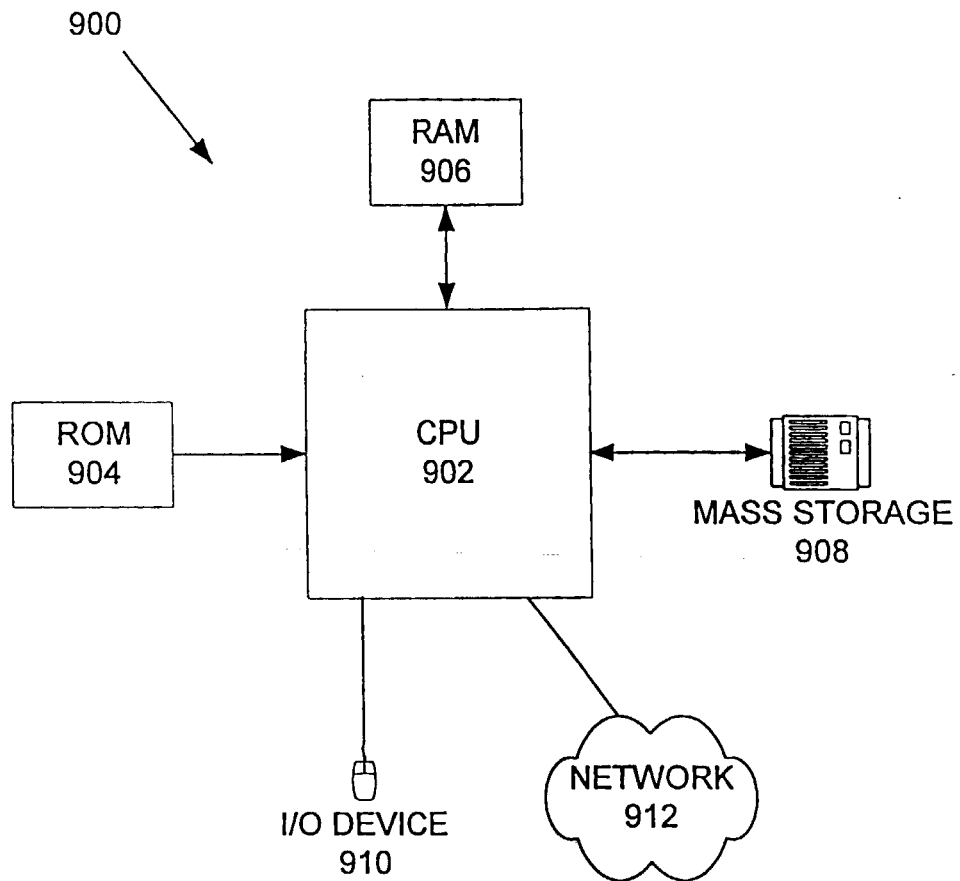 900
RAM
906
ROM
904
CPU
902
MASS STORAGE
908
I/O DEVICE
910
NETWORK
912